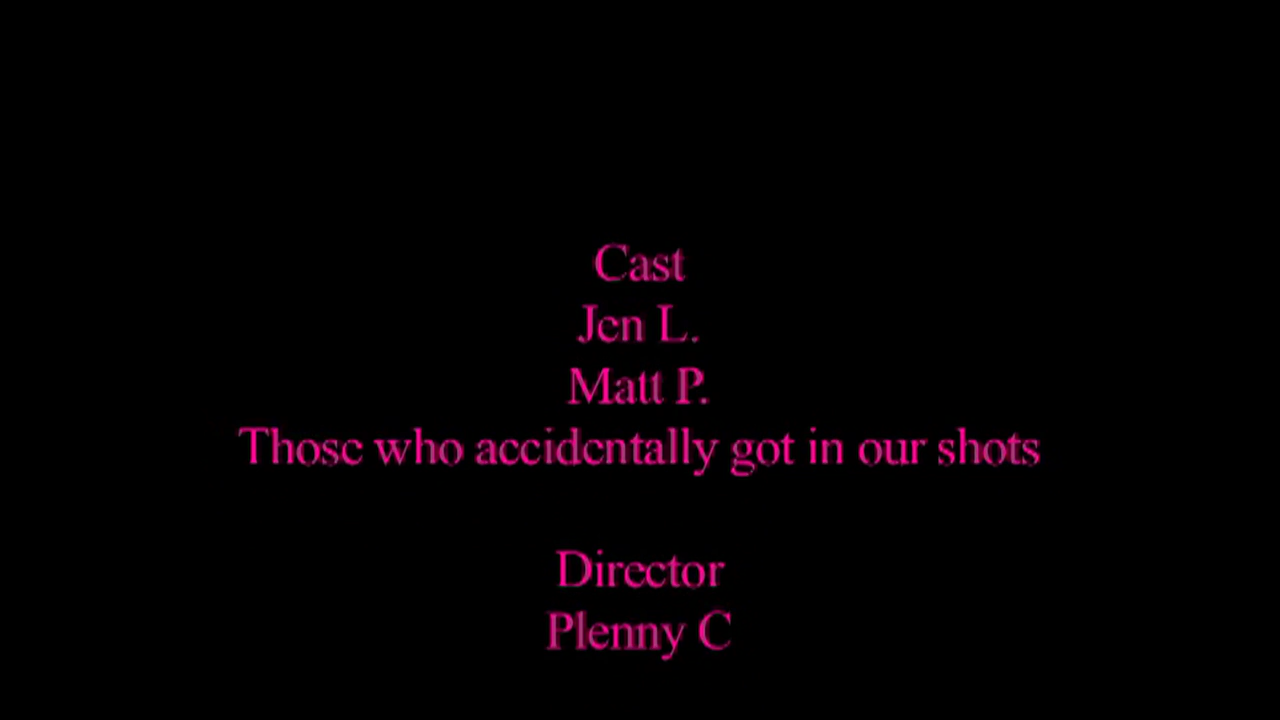 Cast
Jen L.
Matt P.
Those who accidentally got in our shots
Director
Plenny C